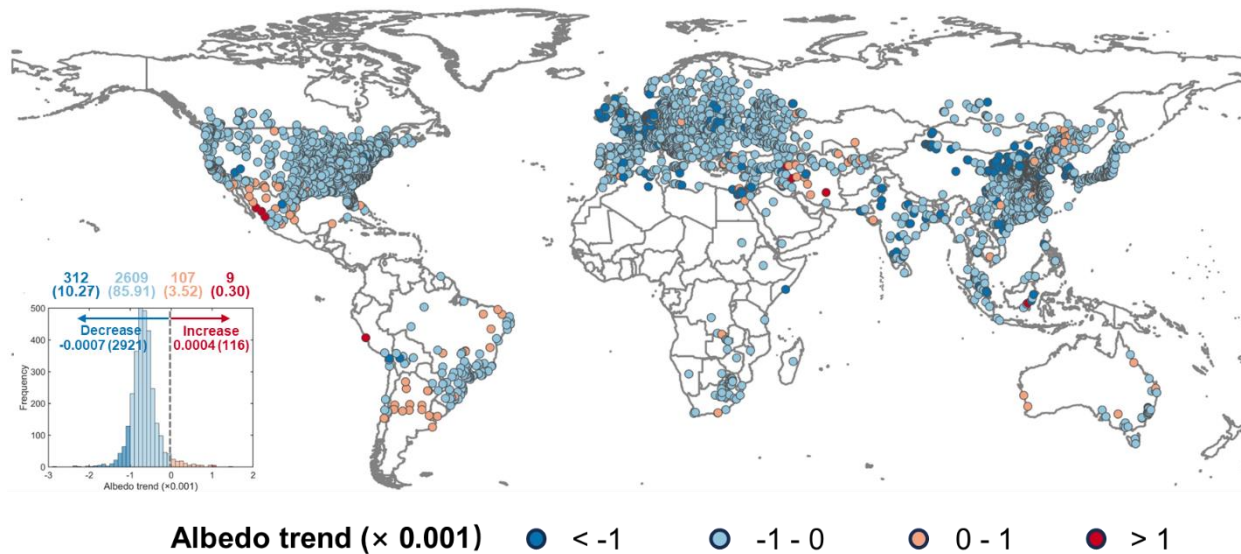 312 2609 107 9
(10.27) (85.91) (3.52) (0.30)
500
Decrease Increase
-0.0007 (2921) 0.0004 (116)
400
300
200
100
0
Frequency
-3 -2 -1 0 1 2
Albedo trend (×0.001)
Albedo trend (× 0.001) < -1 -1 - 0 0 - 1 > 1